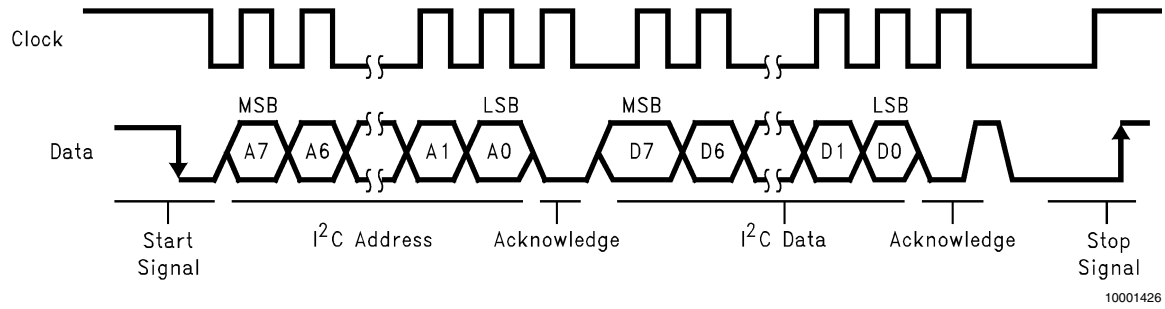 Clock
MSB
LSB
MSB
LSB
Data
A7
A6
A1
A0
D7
D6
D1
D0
Start
Signal
I²C Address
Acknowledge
I²C Data
Acknowledge
Stop
Signal
10001426